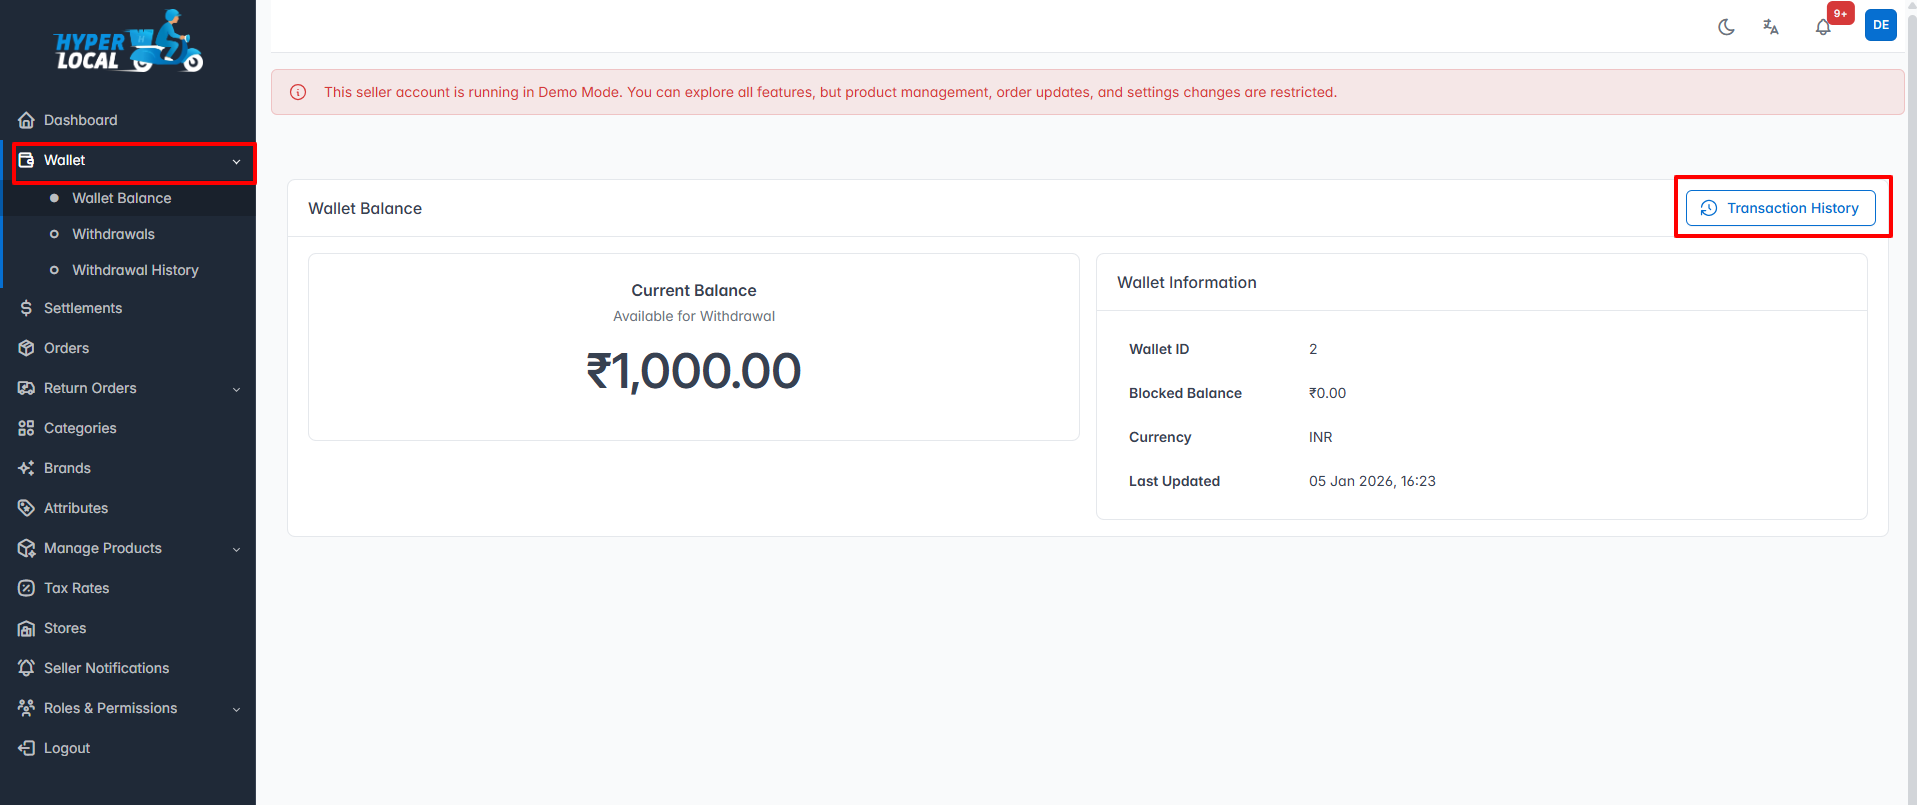 HYPER
LOCAL
9+
DE
This seller account is running in Demo Mode. You can explore all features, but product management, order updates, and settings changes are restricted.
Dashboard
Wallet
Wallet Balance
Withdrawals
Withdrawal History
Settlements
Orders
Return Orders
Categories
Brands
Attributes
Manage Products
Tax Rates
Stores
Seller Notifications
Roles & Permissions
Logout
Wallet Balance
Transaction History
Current Balance
Available for Withdrawal
₹1,000.00
Wallet Information
Wallet ID 2
Blocked Balance ₹0.00
Currency INR
Last Updated 05 Jan 2026, 16:23